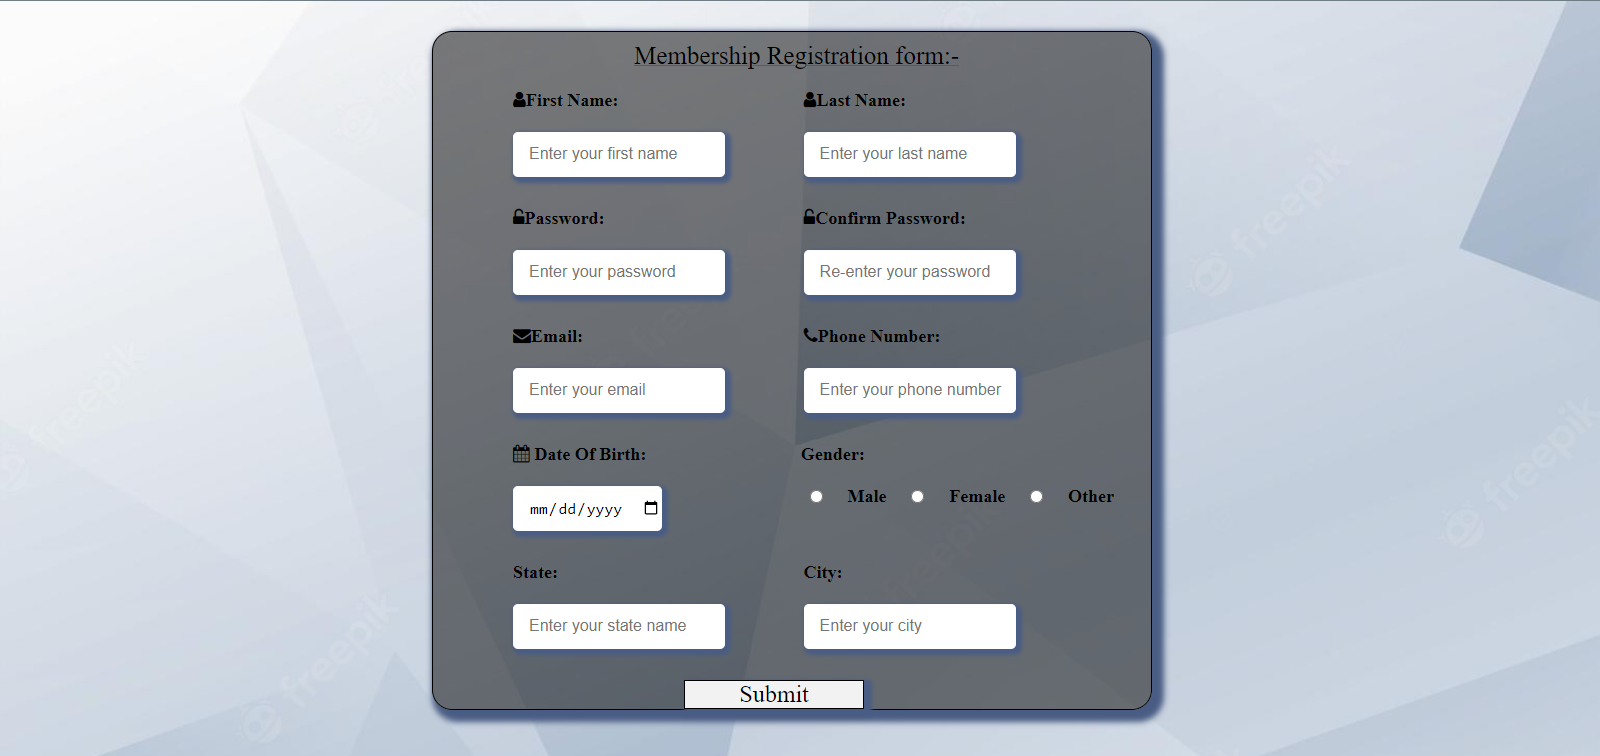 Membership Registration form:-
First Name: Last Name:
Enter your first name Enter your last name
Password: Confirm Password:
Enter your password Re-enter your password
Email: Phone Number:
Enter your email Enter your phone number
Date Of Birth: Gender:
mm/dd/yyyy Male Female Other
State: City:
Enter your state name Enter your city
Submit
freepik
freepik
freepik
freepik
freepik